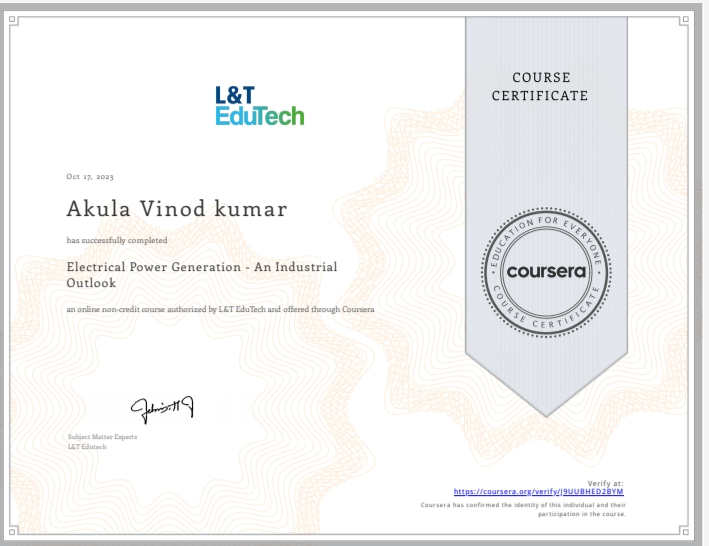 COURSE
CERTIFICATE
L&T
EduTech
Oct 17, 2023
Akula Vinod kumar
has successfully completed
Electrical Power Generation - An Industrial
Outlook
an online non-credit course authorized by L&T EduTech and offered through Coursera
EDUCATION FOR EVERYONE
coursera
COURSE CERTIFICATE
Subject Matter Experts
L&T Edutech
Verify at:
https://coursera.org/verify/J9UUBHED2BYM
Coursera has confirmed the identity of this individual and their
participation in the course.